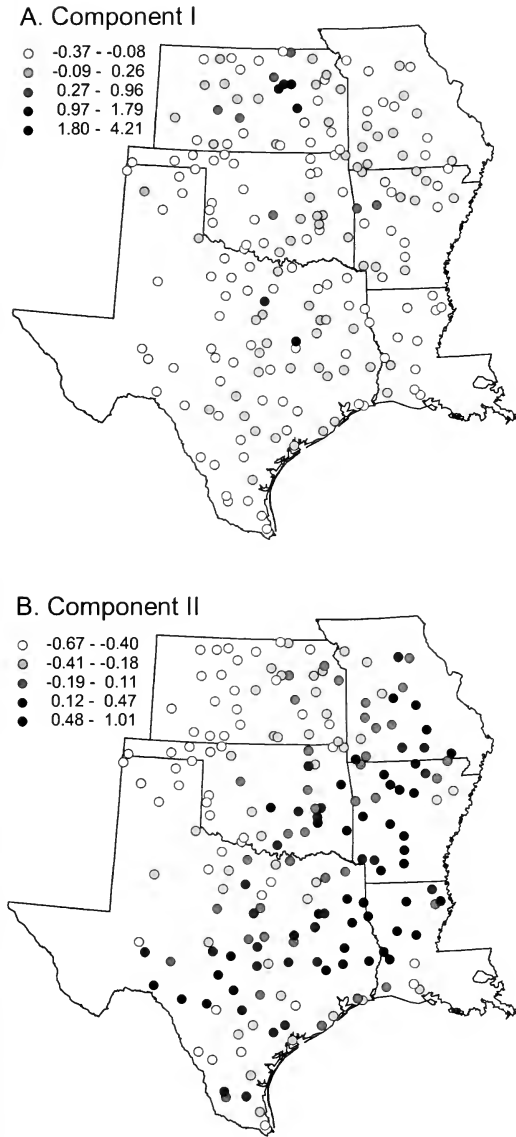 A. Component I
-0.37 - -0.08
-0.09 - 0.26
0.27 - 0.96
0.97 - 1.79
1.80 - 4.21
B. Component II
-0.67 - -0.40
-0.41 - -0.18
-0.19 - 0.11
0.12 - 0.47
0.48 - 1.01